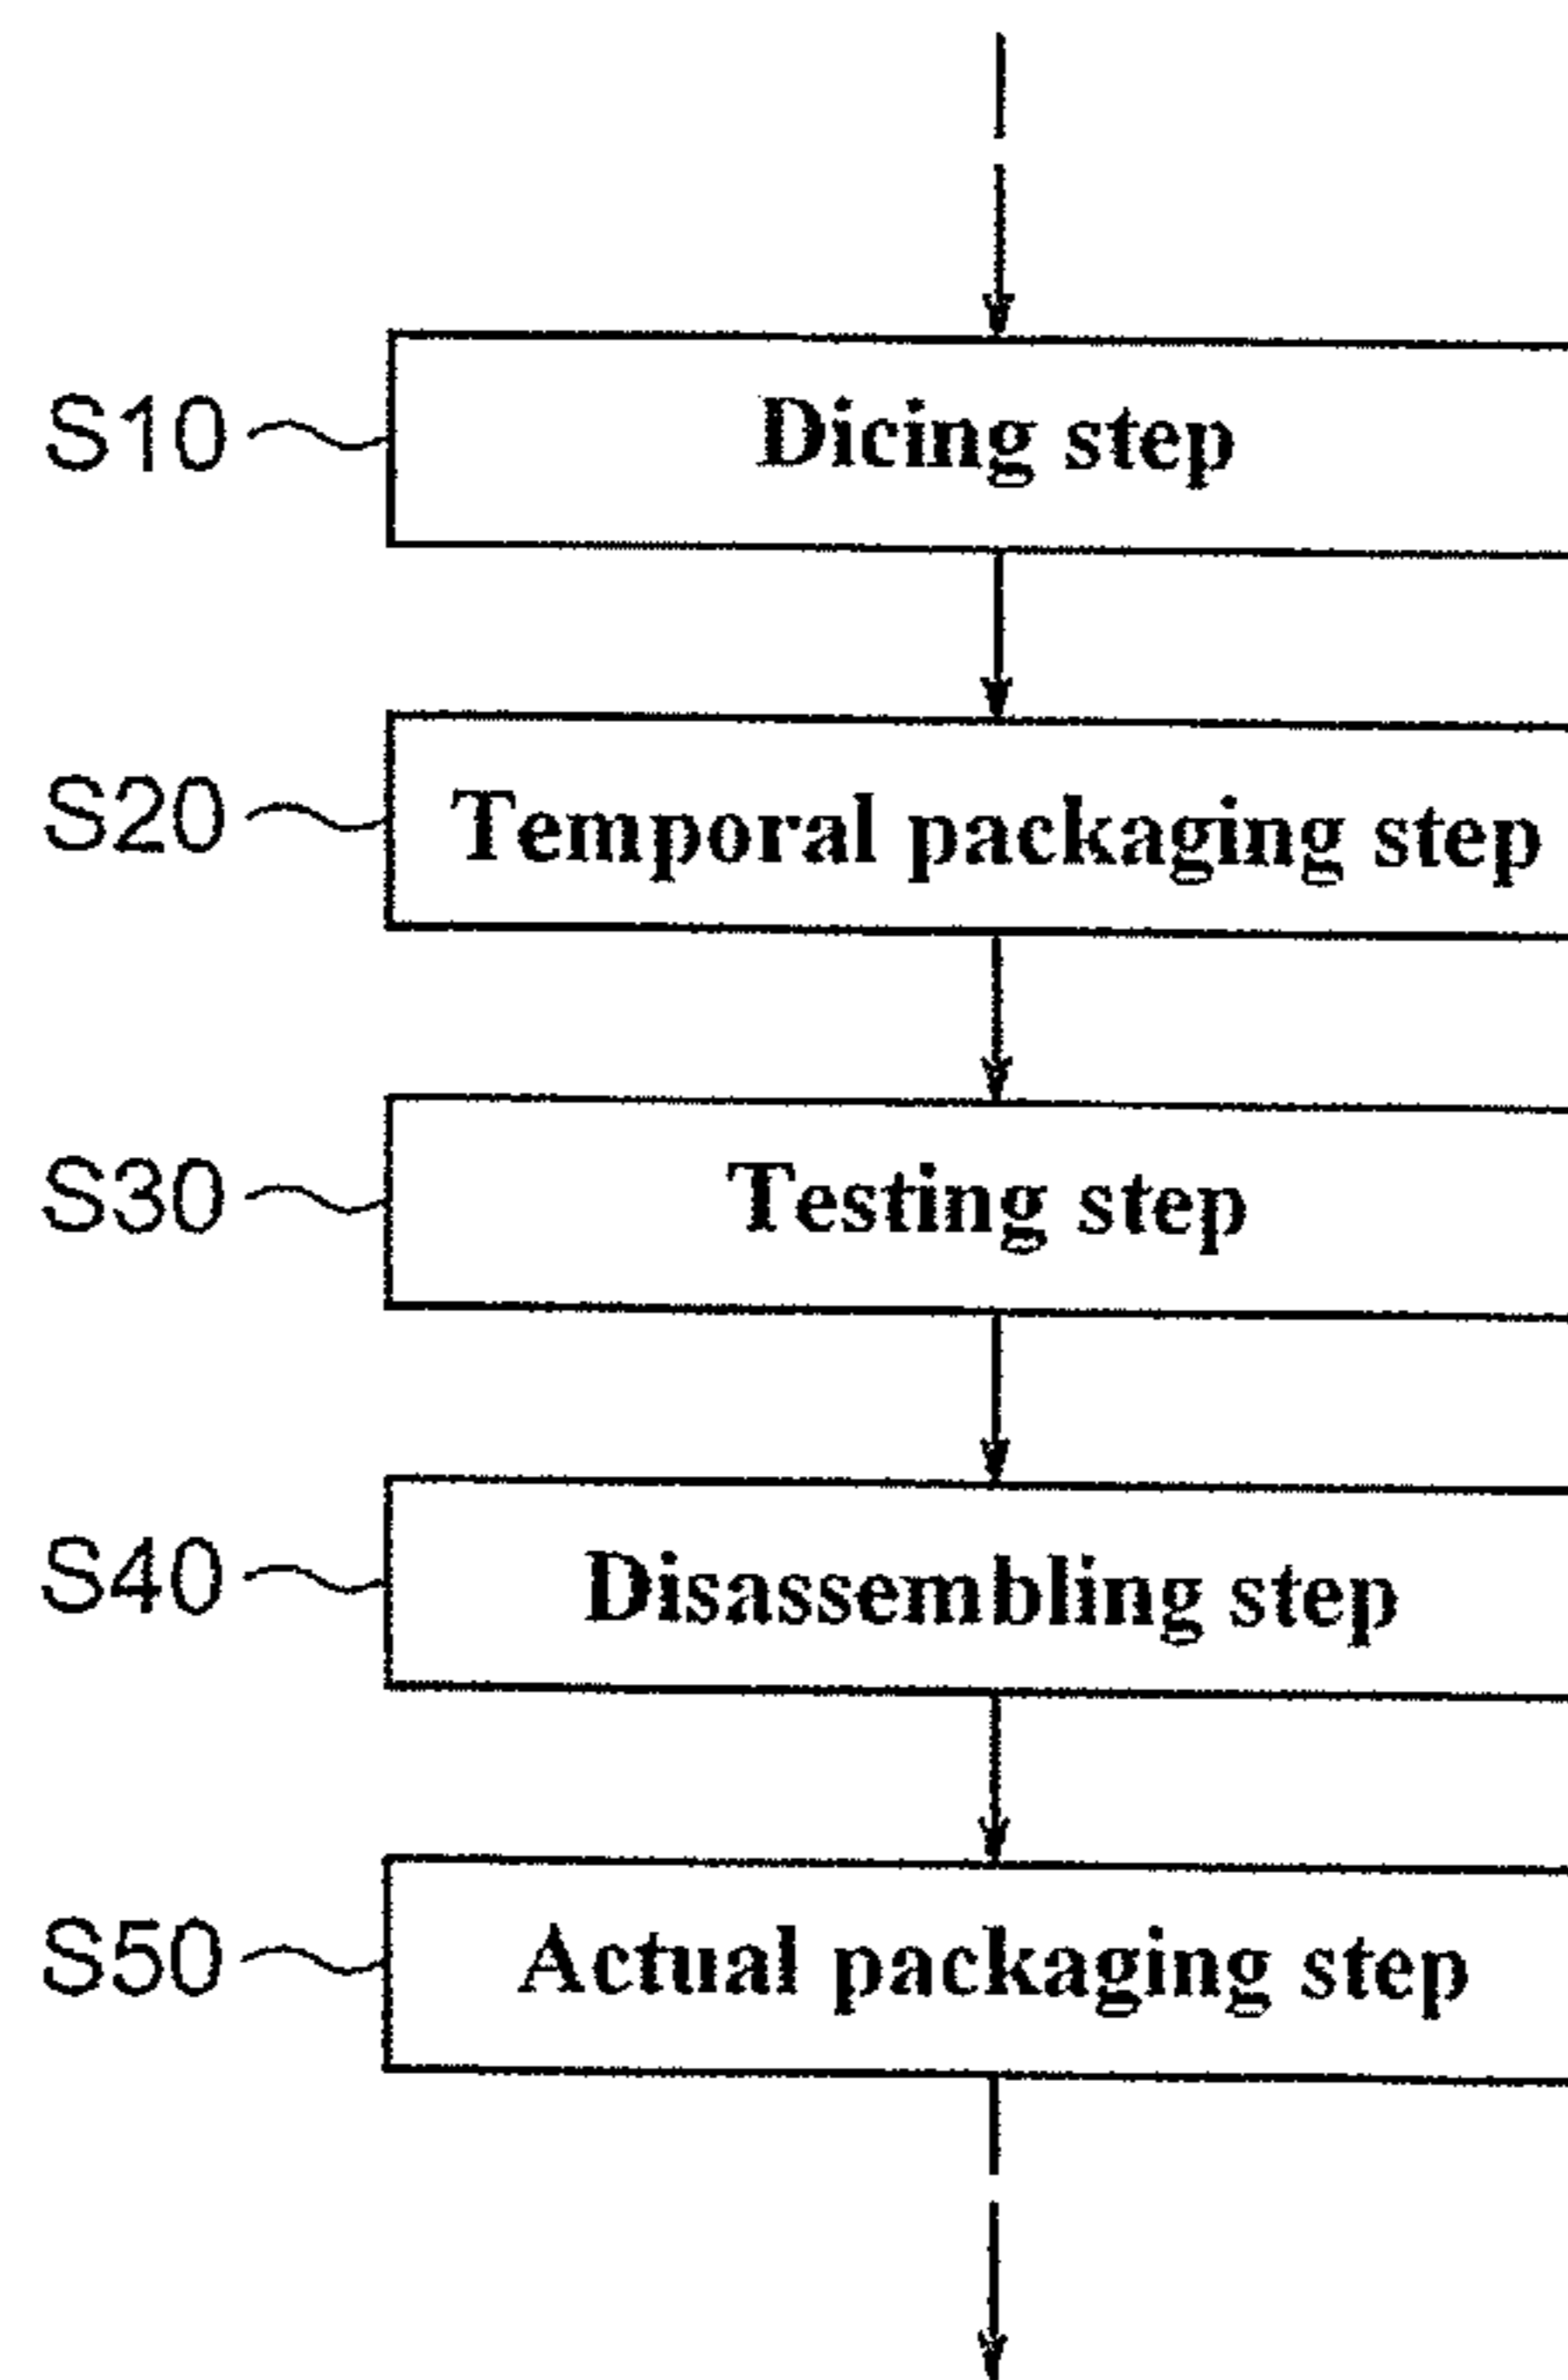 S10 Dicing step
S20 Temporal packaging step
S30 Testing step
S40 Disassembling step
S50 Actual packaging step